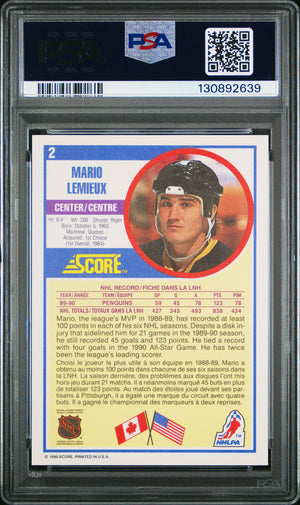 PSA
PSA
130892639
2
MARIO
LEMIEUX
CENTER/CENTRE
Ht: 6'4" Wt: 200 Shoots: Right
Born: October 5, 1965
Montreal, Quebec
Acquired: 1st Choice
(1st Overall, 1984)
SCORE™
NHL RECORD/FICHE DANS LA LNH
YEAR/ANNÉE TEAM/ÉQUIPE GP G A PTS PIM
89-90 PENGUINS 59 45 78 123 78
NHL TOTALS/TOTAUX DANS LA LNH 427 345 493 838 424
Mario, the league's MVP in 1988-89, has recorded at least
100 points in each of his six NHL seasons. Despite a disk in-
jury that sidelined him for 21 games in the 1989-90 season,
he still recorded 45 goals and 123 points. He tied a record
with four goals in the 1990 All-Star Game. He has twice
been the league's leading scorer.
Choisi le joueur le plus utile à son équipe en 1988-89, Mario a
obtenu au moins 100 points dans chacune de ses six saisons dans
la LNH. La saison dernière, des problèmes aux disques l'ont mis
hors-jeu durant 21 matchs. Il a néanmoins marqué 45 buts en plus
d'inscrire 123 points. Au match des étoiles joué devant ses par-
tisans à Pittsburgh, il a égalé une marque du circuit avec quatre
buts. Il a gagné le championnat des marqueurs à deux reprises.
NHL
NHLPA
© 1990 SCORE, PRINTED IN U.S.A.